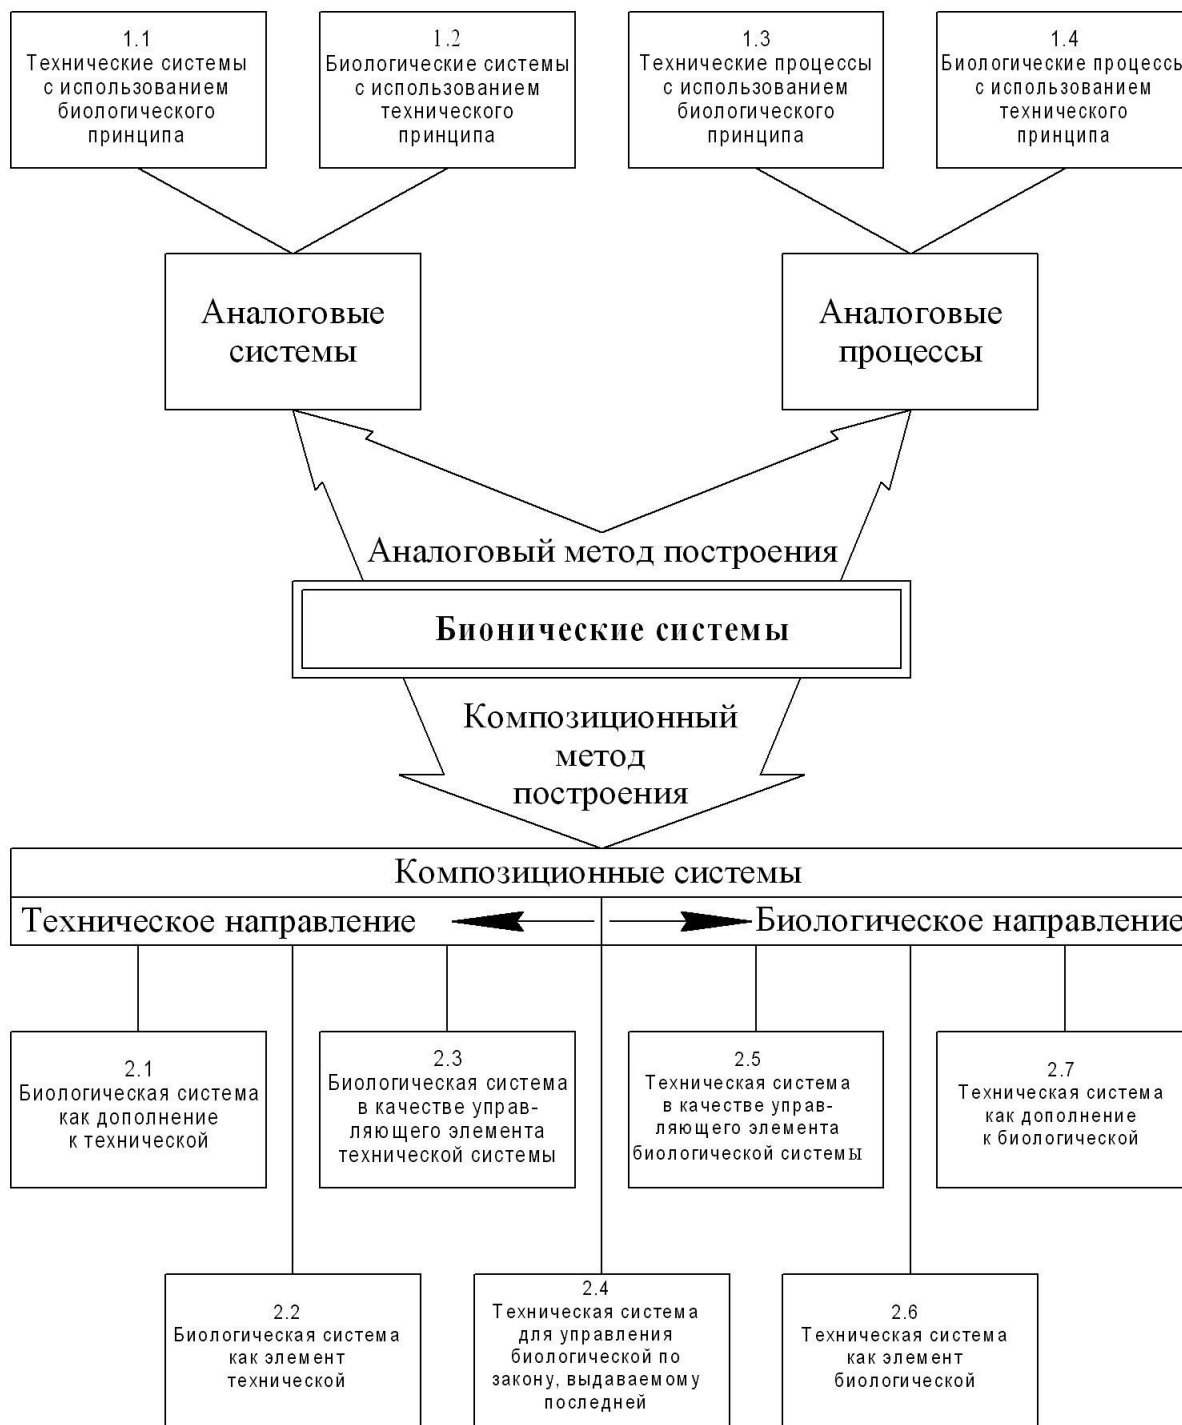 1.1
Технические системы
с использованием
биологического
принципа
1.2
Биологические системы
с использованием
технического
принципа
1.3
Технические процессы
с использованием
биологического
принципа
1.4
Биологические процессы
с использованием
технического
принципа
Аналоговые
системы
Аналоговые
процессы
Аналоговый метод построения
Бионические системы
Композиционный
метод
построения
Композиционные системы
Техническое направление
Биологическое направление
2.1
Биологическая система
как дополнение
к технической
2.3
Биологическая система
в качестве управ-
ляющего элемента
технической системы
2.5
Техническая система
в качестве управ-
ляющего элемента
биологической системы
2.7
Техническая система
как дополнение
к биологической
2.2
Биологическая система
как элемент
технической
2.4
Техническая система
для управления
биологической по
закону, выдаваемому
последней
2.6
Техническая система
как элемент
биологической